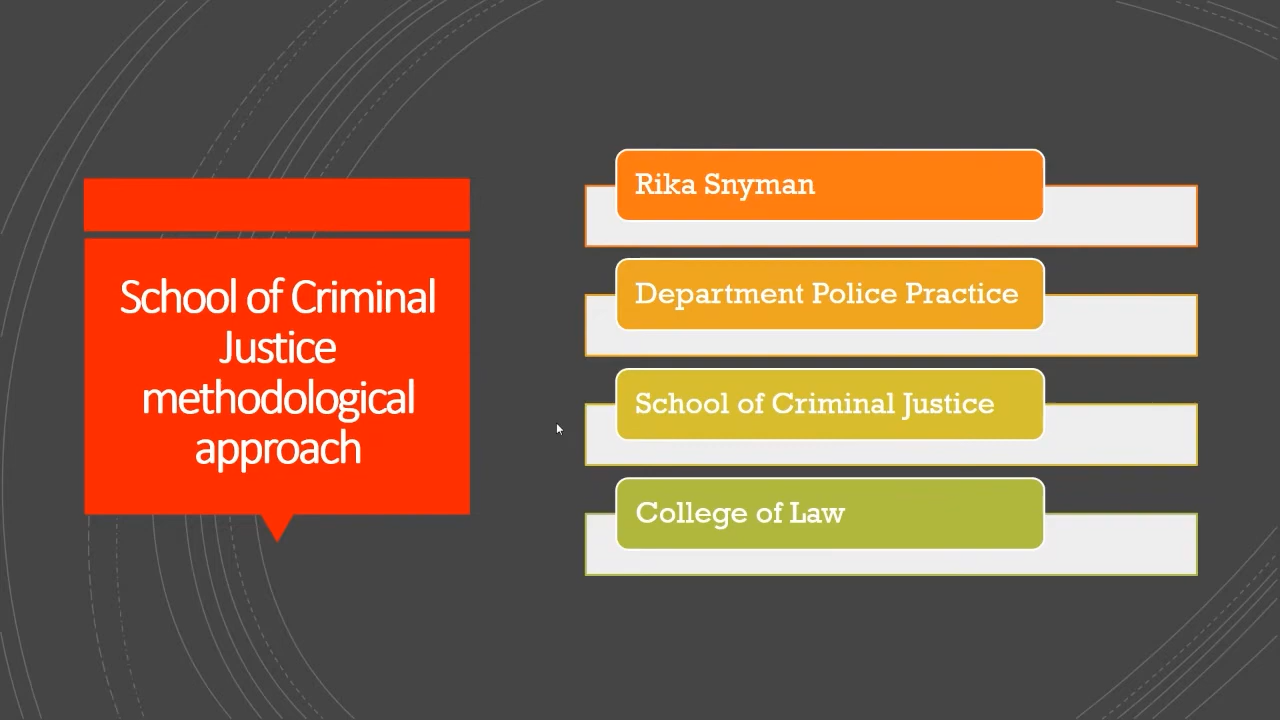 School of Criminal
Justice
methodological
approach
Rika Snyman
Department Police Practice
School of Criminal Justice
College of Law